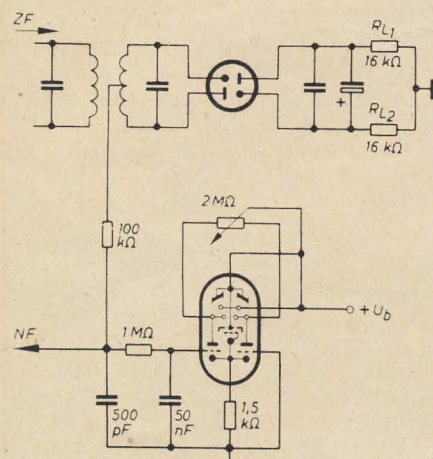 ZF
R_L1
16 kΩ
+
R_L2
16 kΩ
2 MΩ
100
kΩ
+U_b
NF
1 MΩ
500
pF
50
nF
1,5
kΩ